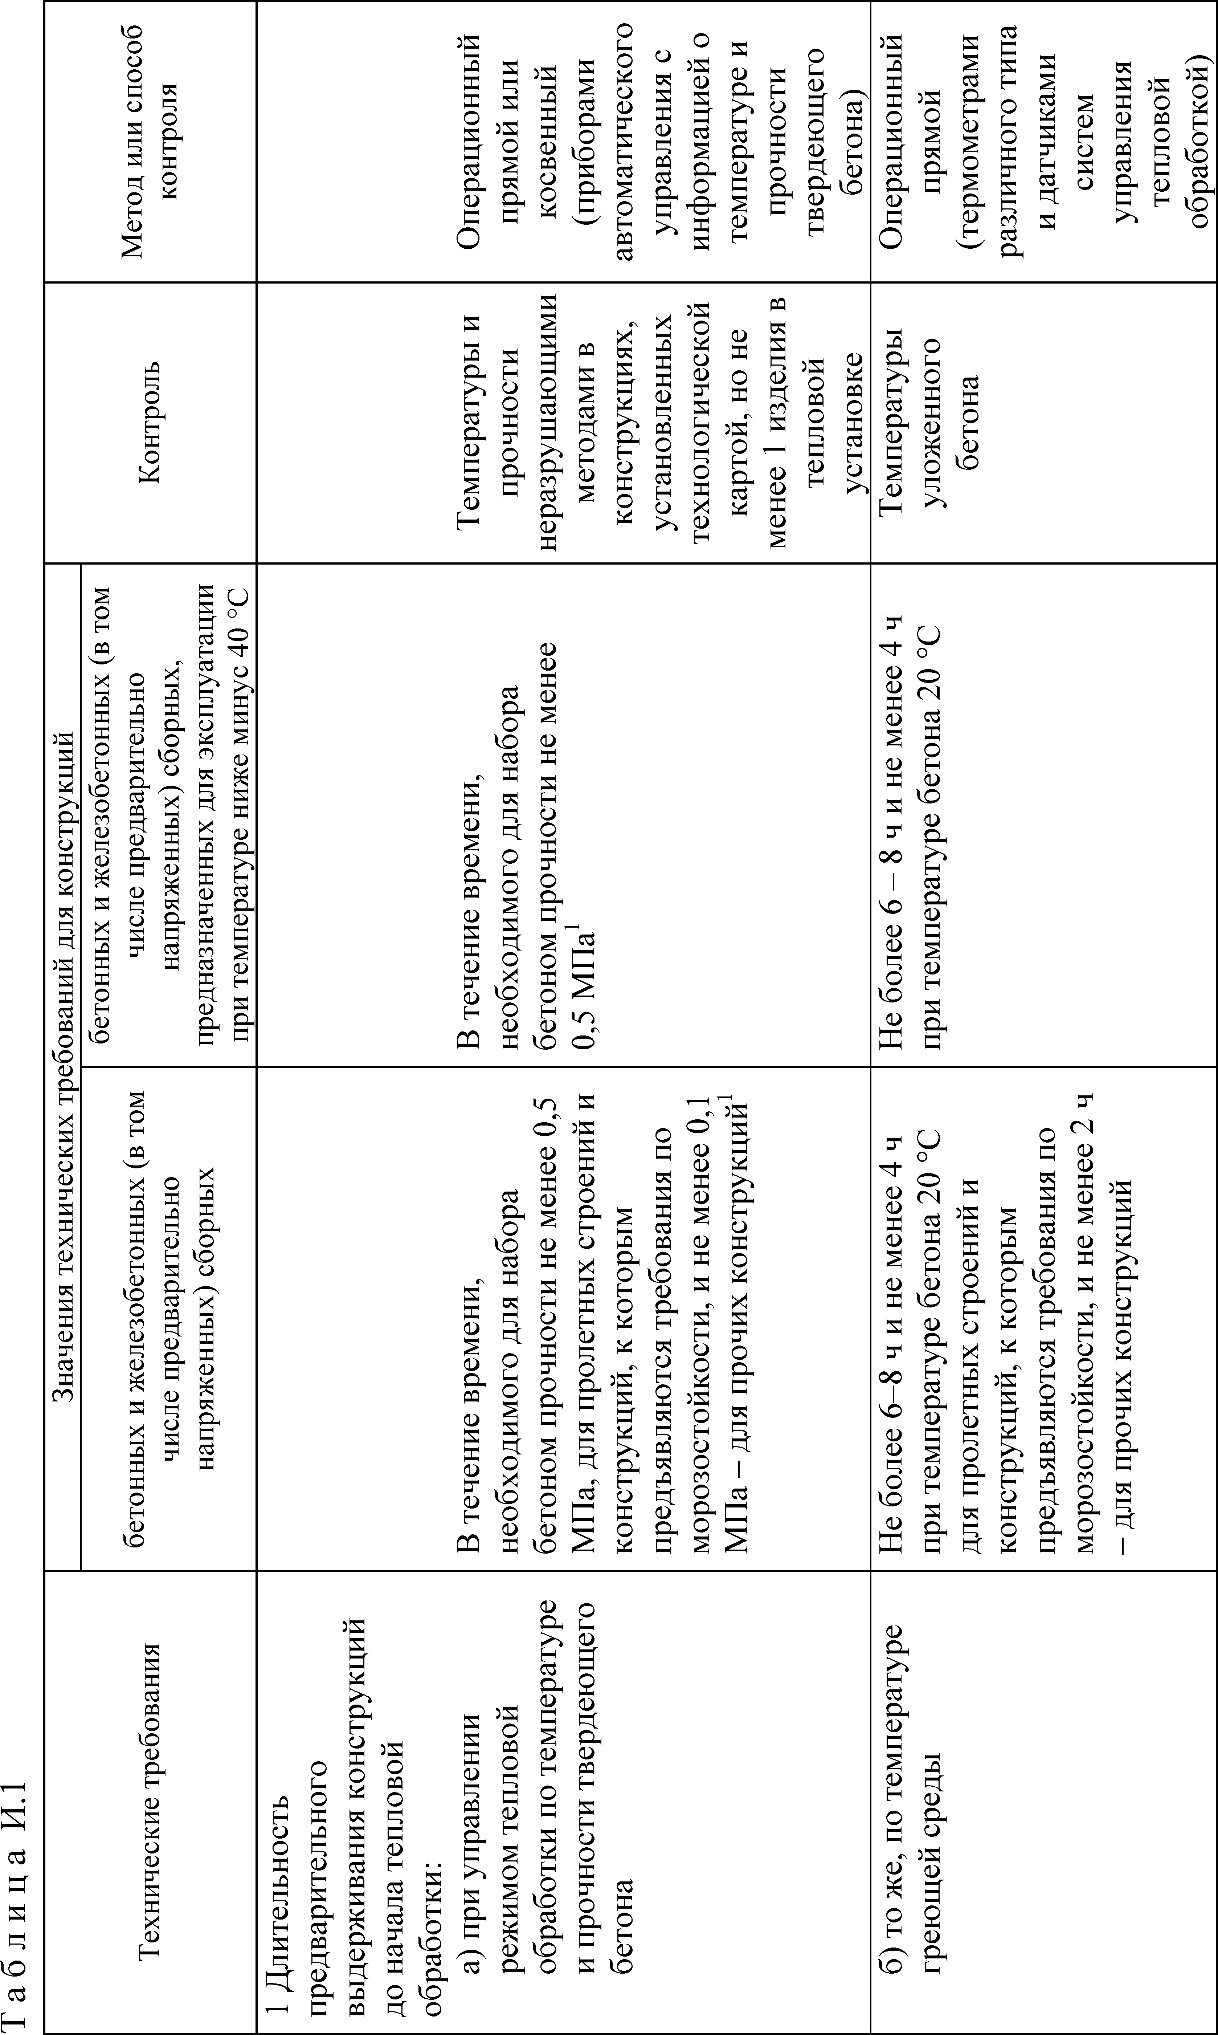 Т а б л и ц а  И.1
Технические требования
Значения технических требований для конструкций
бетонных и железобетонных (в том
числе предварительно
напряженных) сборных
бетонных и железобетонных (в том
числе предварительно
напряженных) сборных,
предназначенных для эксплуатации
при температуре ниже минус 40 °С
Контроль
Метод или способ
контроля
1 Длительность
предварительного
выдерживания конструкций
до начала тепловой
обработки:
а) при управлении
режимом тепловой
обработки по температуре
и прочности твердеющего
бетона
В течение времени,
необходимого для набора
бетоном прочности не менее 0,5
МПа, для пролетных строений и
конструкций, к которым
предъявляются требования по
морозостойкости, и не менее 0,1
МПа – для прочих конструкций¹
В течение времени,
необходимого для набора
бетоном прочности не менее
0,5 МПа¹
Температуры и
прочности
неразрушающими
методами в
конструкциях,
установленных
технологической
картой, но не
менее 1 изделия в
тепловой
установке
Операционный
прямой или
косвенный
(приборами
автоматического
управления с
информацией о
температуре и
прочности
твердеющего
бетона)
б) то же, по температуре
греющей среды
Не более 6–8 ч и не менее 4 ч
при температуре бетона 20 °С
для пролетных строений и
конструкций, к которым
предъявляются требования по
морозостойкости, и не менее 2 ч
– для прочих конструкций
Не более 6 – 8 ч и не менее 4 ч
при температуре бетона 20 °С
Температуры
уложенного
бетона
Операционный
прямой
(термометрами
различного типа
и датчиками
систем
управления
тепловой
обработкой)